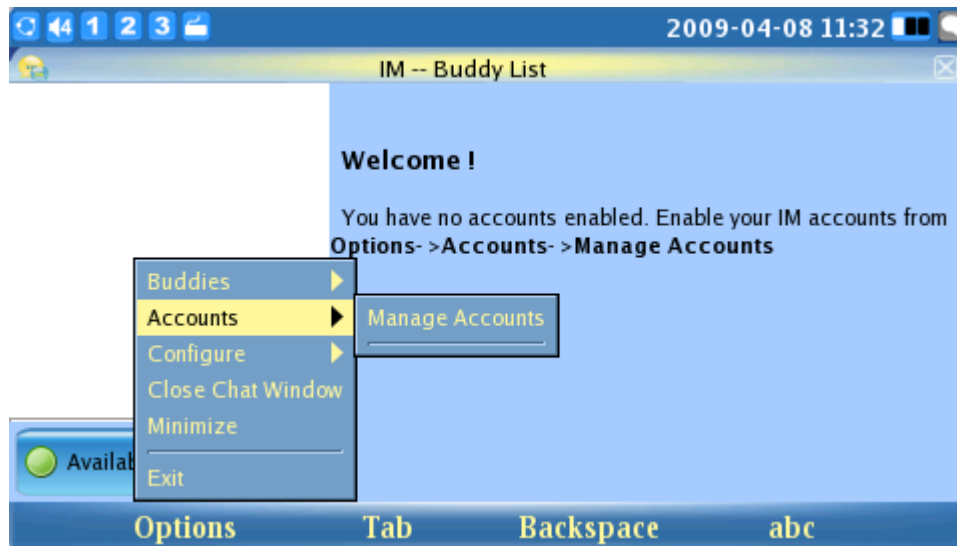 4 1 2 3 2009-04-08 11:32
IM -- Buddy List
Welcome !
You have no accounts enabled. Enable your IM accounts from
Options- >Accounts- >Manage Accounts
Buddies
Accounts
Manage Accounts
Configure
Close Chat Window
Minimize
Exit
Options Tab Backspace abc